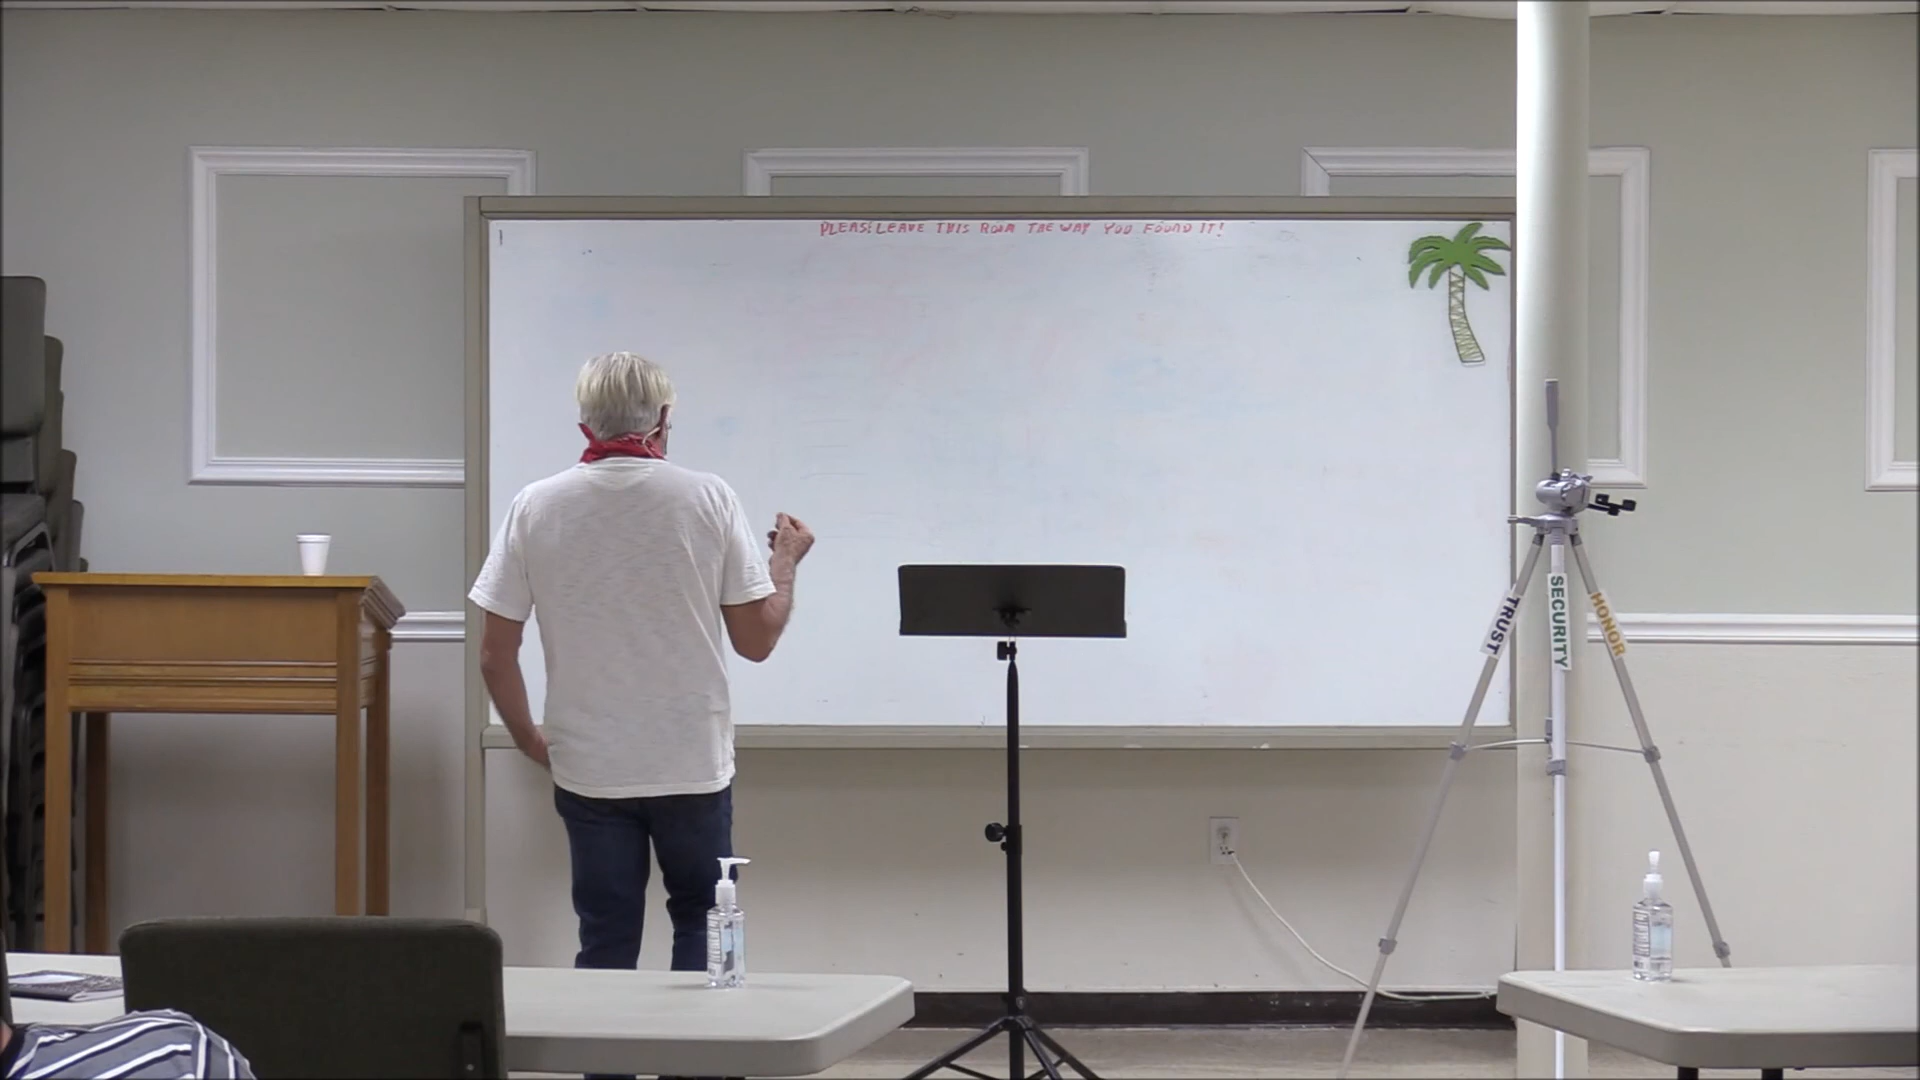 PLEASE LEAVE THIS ROOM THE WAY YOU FOUND IT!
TRUST
SECURITY
HONOR